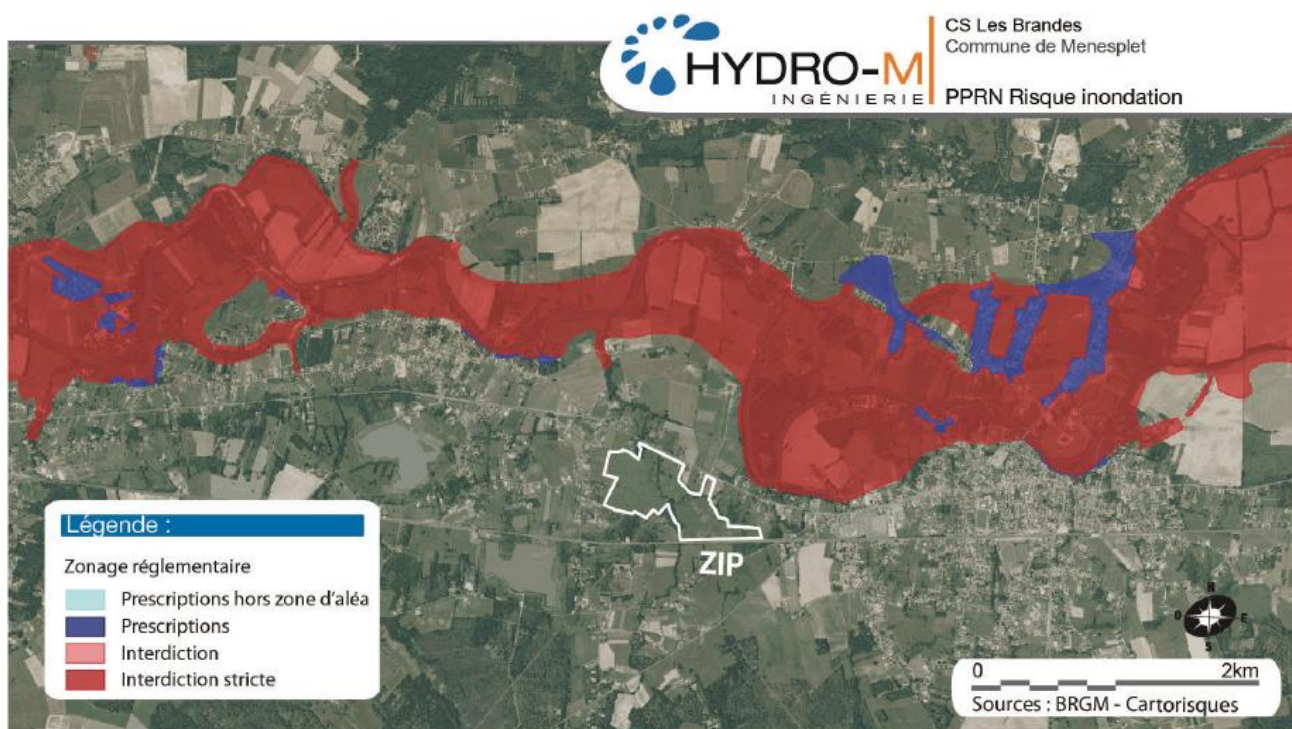 HYDRO-M
INGÉNIERIE
CS Les Brandes
Commune de Menesplet
PPRN Risque inondation
ZIP
Légende :
Zonage réglementaire
Prescriptions hors zone d'aléa
Prescriptions
Interdiction
Interdiction stricte
N
O E
S
0 2km
Sources : BRGM - Cartorisques